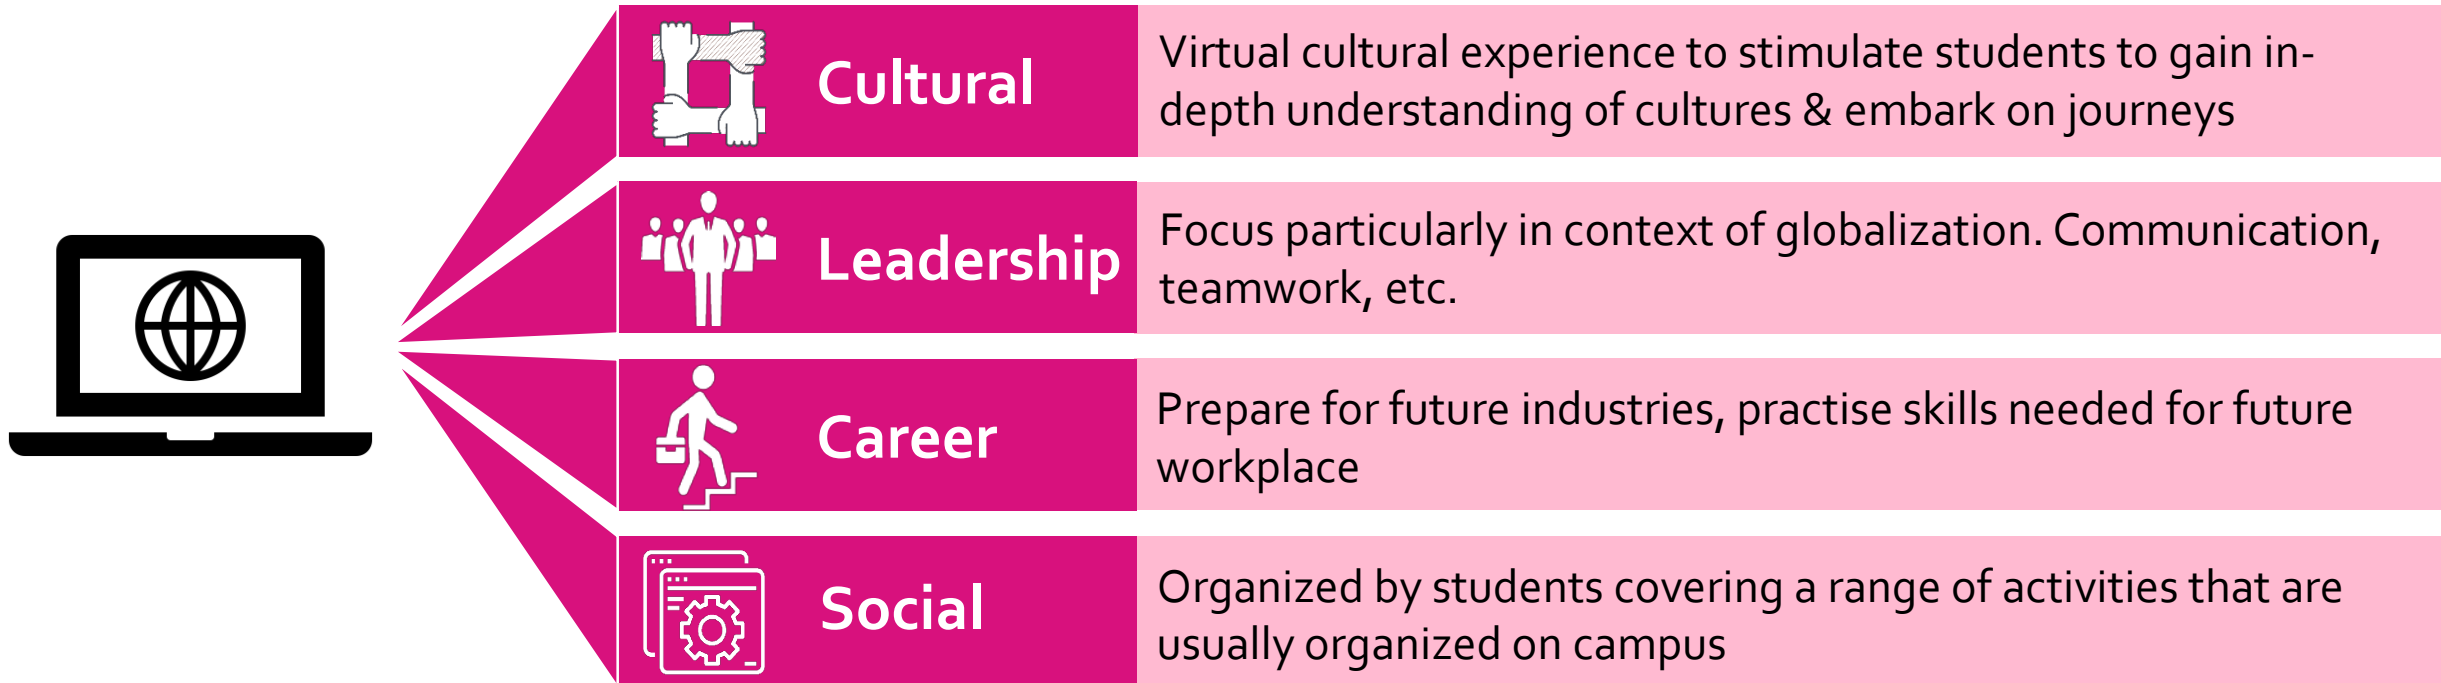 Cultural
Virtual cultural experience to stimulate students to gain in-
depth understanding of cultures & embark on journeys
Leadership
Focus particularly in context of globalization. Communication,
teamwork, etc.
Career
Prepare for future industries, practise skills needed for future
workplace
Social
Organized by students covering a range of activities that are
usually organized on campus